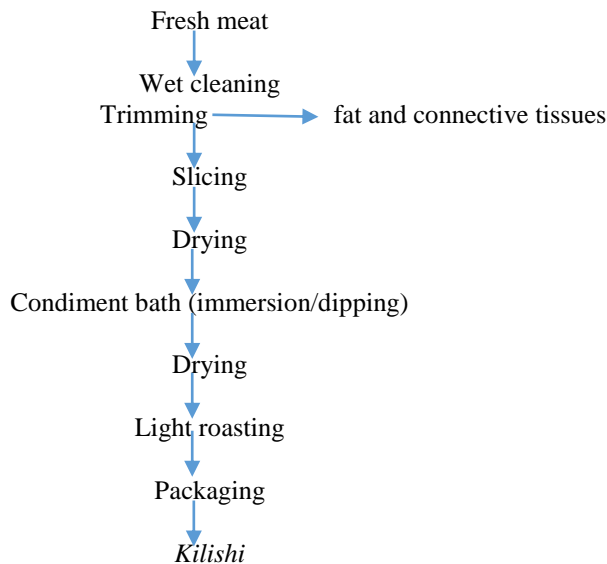 Fresh meat
Wet cleaning
Trimming fat and connective tissues
Slicing
Drying
Condiment bath (immersion/dipping)
Drying
Light roasting
Packaging
Kilishi